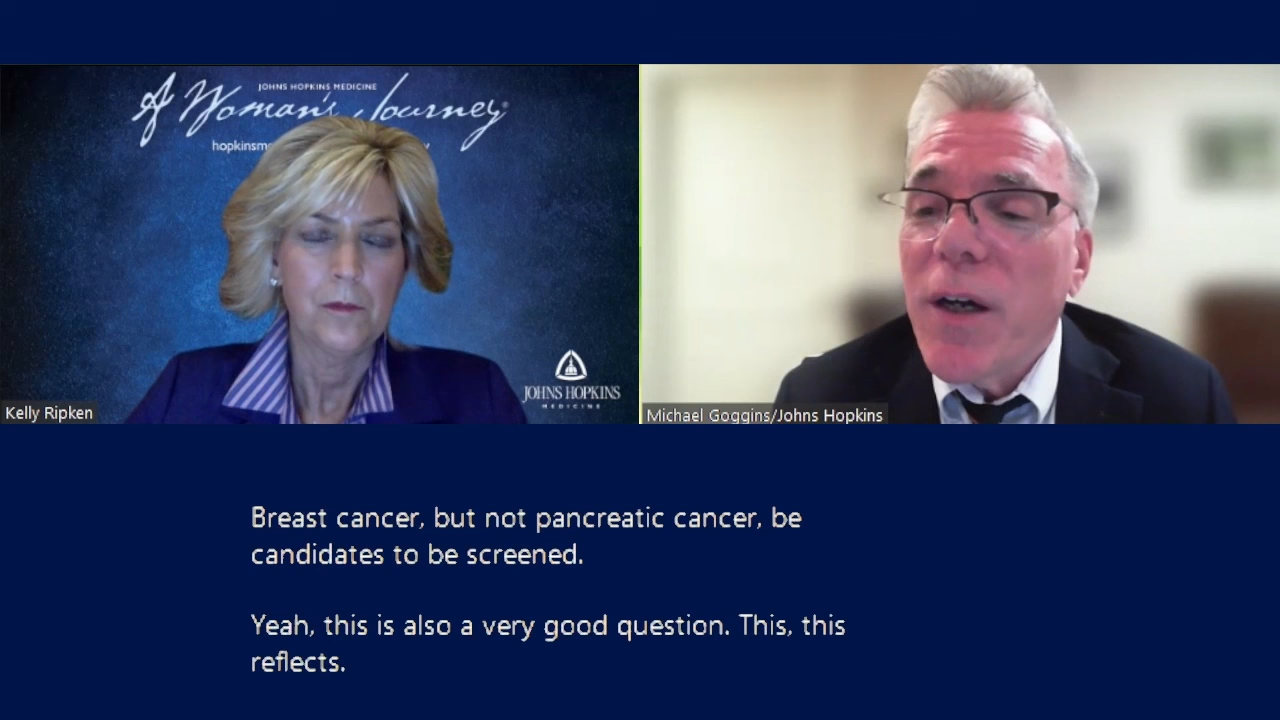 JOHNS HOPKINS MEDICINE
A Woman's Journey®
hopkinsm
JOHNS HOPKINS
MEDICINE
Kelly Ripken
Michael Goggins/Johns Hopkins
Breast cancer, but not pancreatic cancer, be
candidates to be screened.
Yeah, this is also a very good question. This, this
reflects.